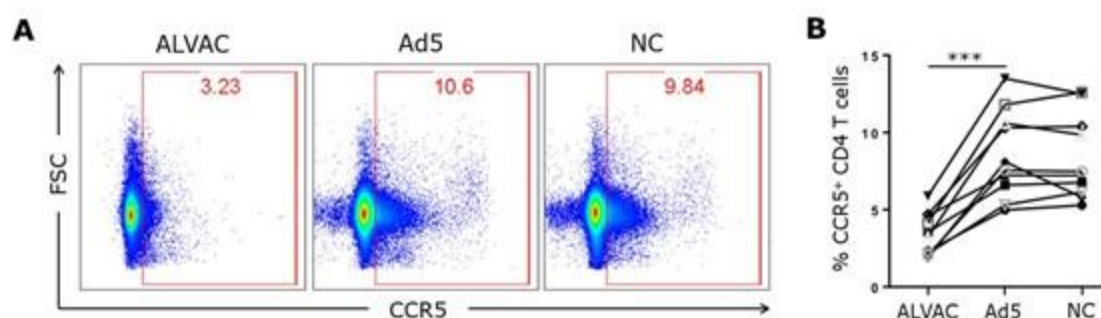 A
ALVAC
Ad5
NC
3.23
10.6
9.84
FSC
CCR5
B
***
% CCR5+ CD4 T cells
15
10
5
0
ALVAC
Ad5
NC